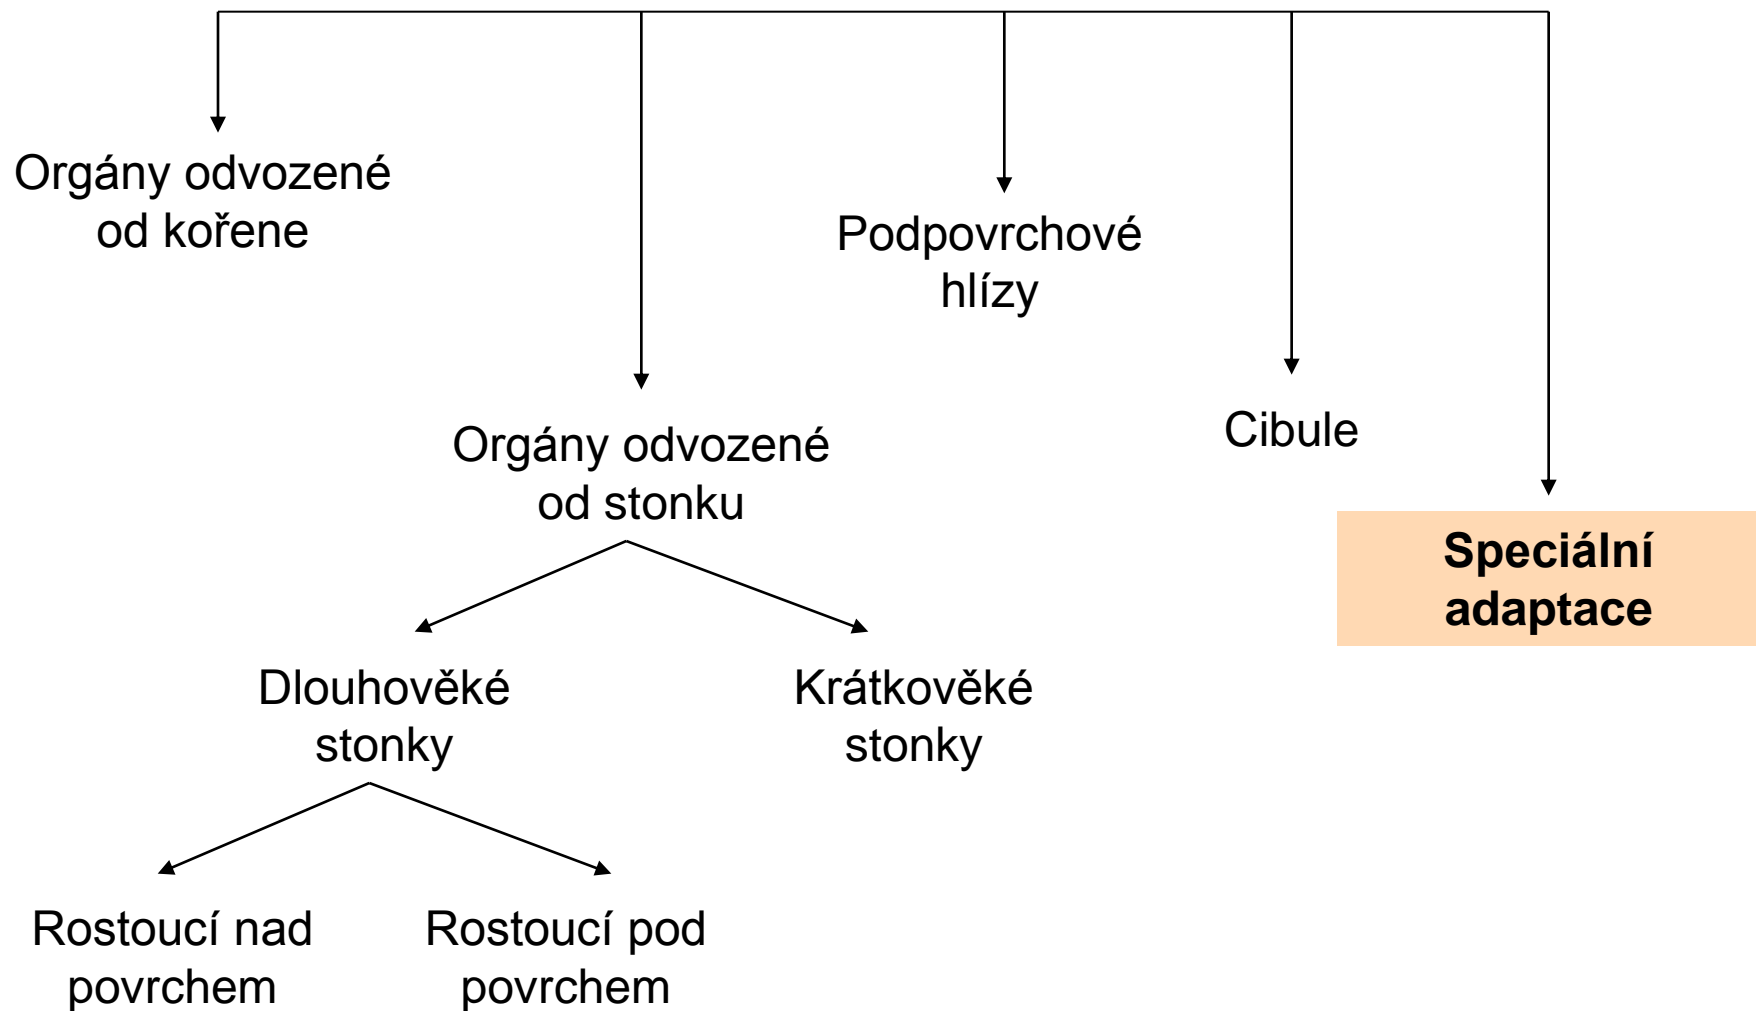 Orgány odvozené
od kořene
Podpovrchové
hlízy
Orgány odvozené
od stonku
Cibule
Speciální
adaptace
Dlouhověké
stonky
Krátkověké
stonky
Rostoucí nad
povrchem
Rostoucí pod
povrchem